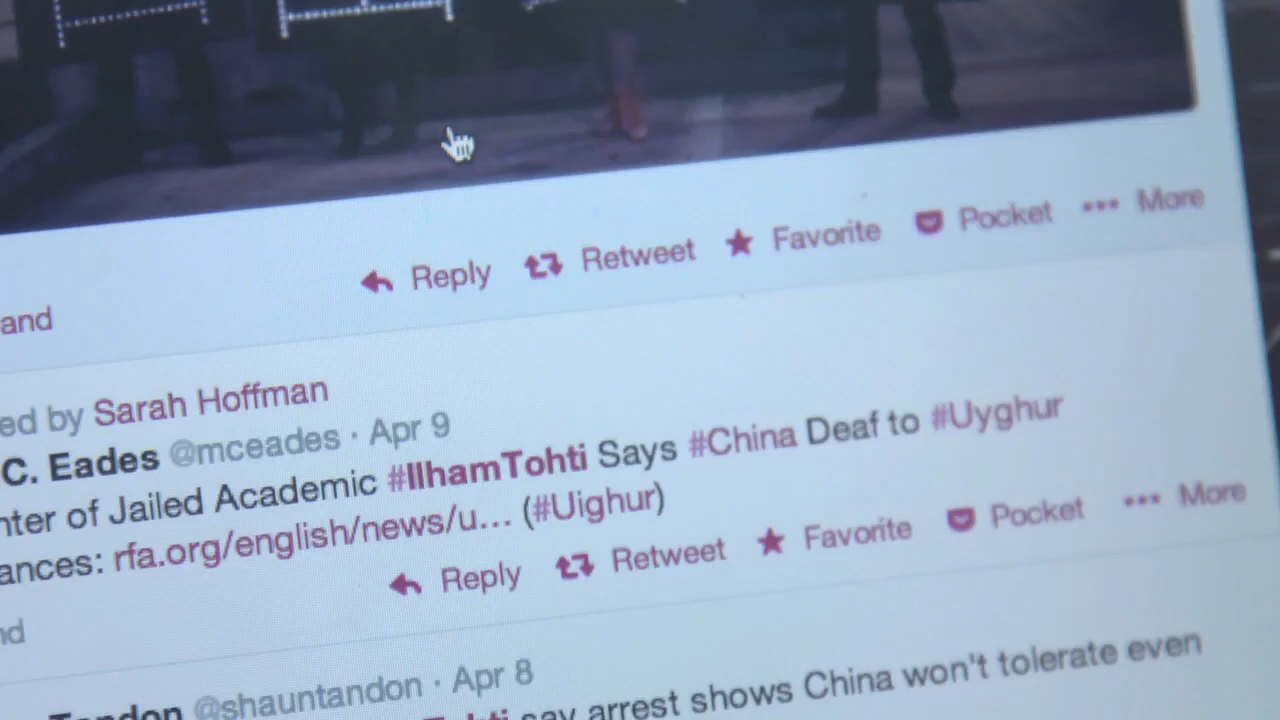 Reply Retweet Favorite Pocket More
and
ed by Sarah Hoffman
C. Eades @mceades · Apr 9
nter of Jailed Academic #IlhamTohti Says #China Deaf to #Uyghur
ances: rfa.org/english/news/u... (#Uighur)
Reply Retweet Favorite Pocket More
nd
Tandon @shauntandon · Apr 8
Tohti say arrest shows China won't tolerate even